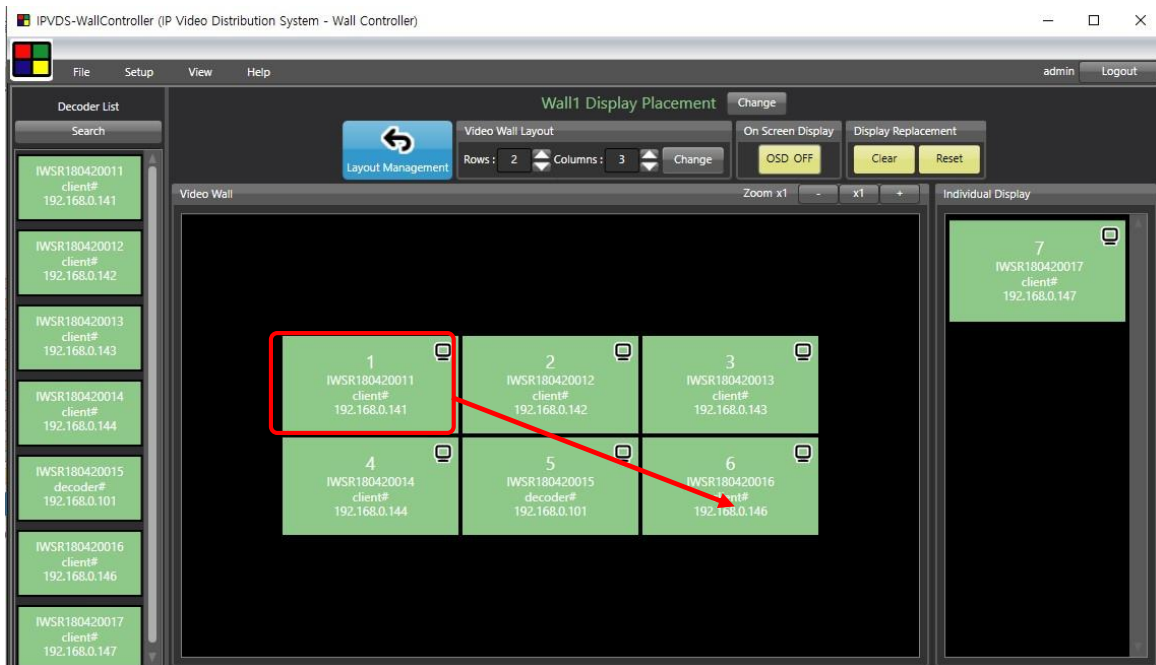 IPVDS-WallController (IP Video Distribution System - Wall Controller)
File Setup View Help
admin Logout
Decoder List
Search
IWSR180420011
client#
192.168.0.141
IWSR180420012
client#
192.168.0.142
IWSR180420013
client#
192.168.0.143
IWSR180420014
client#
192.168.0.144
IWSR180420015
decoder#
192.168.0.101
IWSR180420016
client#
192.168.0.146
IWSR180420017
client#
192.168.0.147
Wall1 Display Placement Change
Layout Management
Video Wall Layout
Rows : 2 Columns : 3 Change
On Screen Display
OSD OFF
Display Replacement
Clear Reset
Video Wall
Zoom x1 - x1 +
1
IWSR180420011
client#
192.168.0.141
2
IWSR180420012
client#
192.168.0.142
3
IWSR180420013
client#
192.168.0.143
4
IWSR180420014
client#
192.168.0.144
5
IWSR180420015
decoder#
192.168.0.101
6
IWSR180420016
client#
192.168.0.146
Individual Display
7
IWSR180420017
client#
192.168.0.147